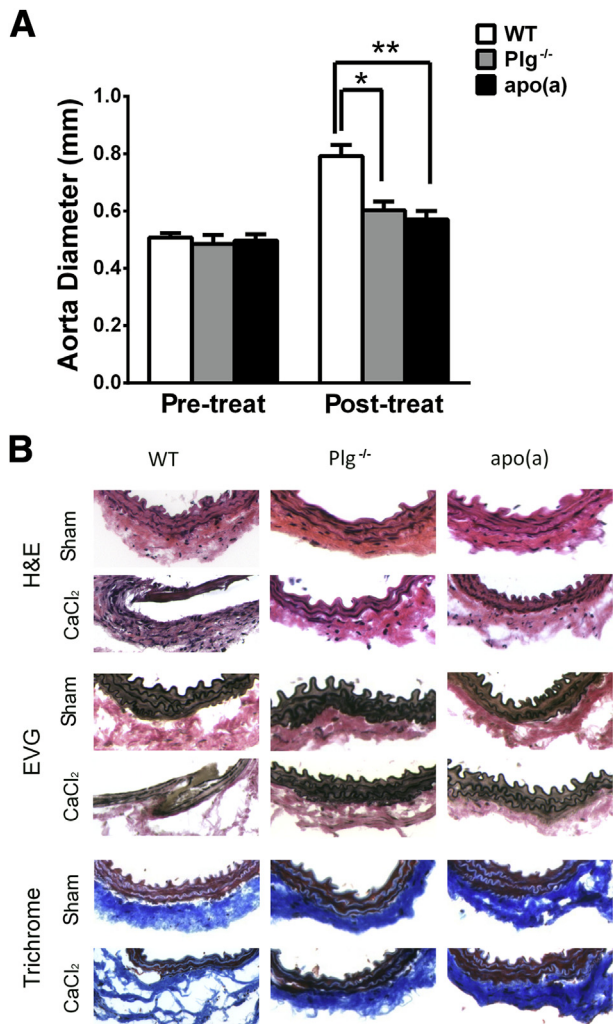 A
WT
Plg-/-
apo(a)
**
*
Aorta Diameter (mm)
1.0
0.8
0.6
0.4
0.2
0.0
Pre-treat
Post-treat
B
WT
Plg-/-
apo(a)
H&E
Sham
CaCl2
EVG
Sham
CaCl2
Trichrome
Sham
CaCl2